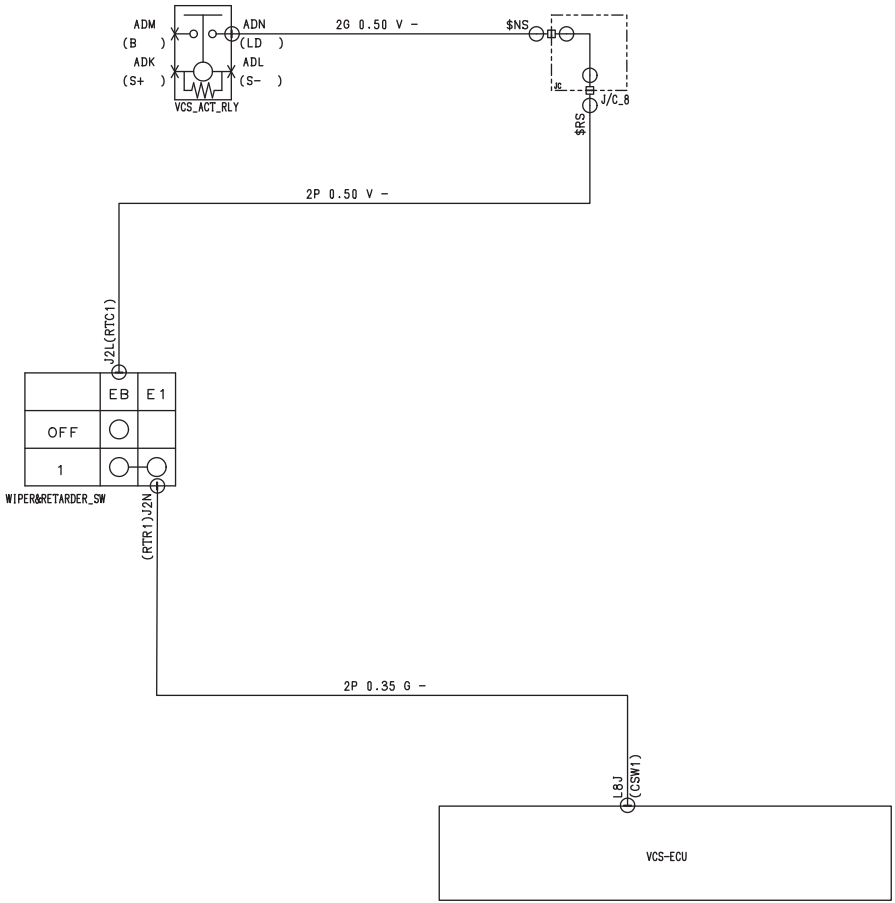 ADM ADN 2G 0.50 V - $NS
(B ) (LD )
ADK ADL
(S+ ) (S- )
JC
VCS_ACT_RLY J/C_8
$RS
2P 0.50 V -
J2L(RTC1)
EB E1
OFF
1
WIPER&RETARDER_SW
(RTR1)J2N
2P 0.35 G -
L8J
(CSW1)
VCS-ECU